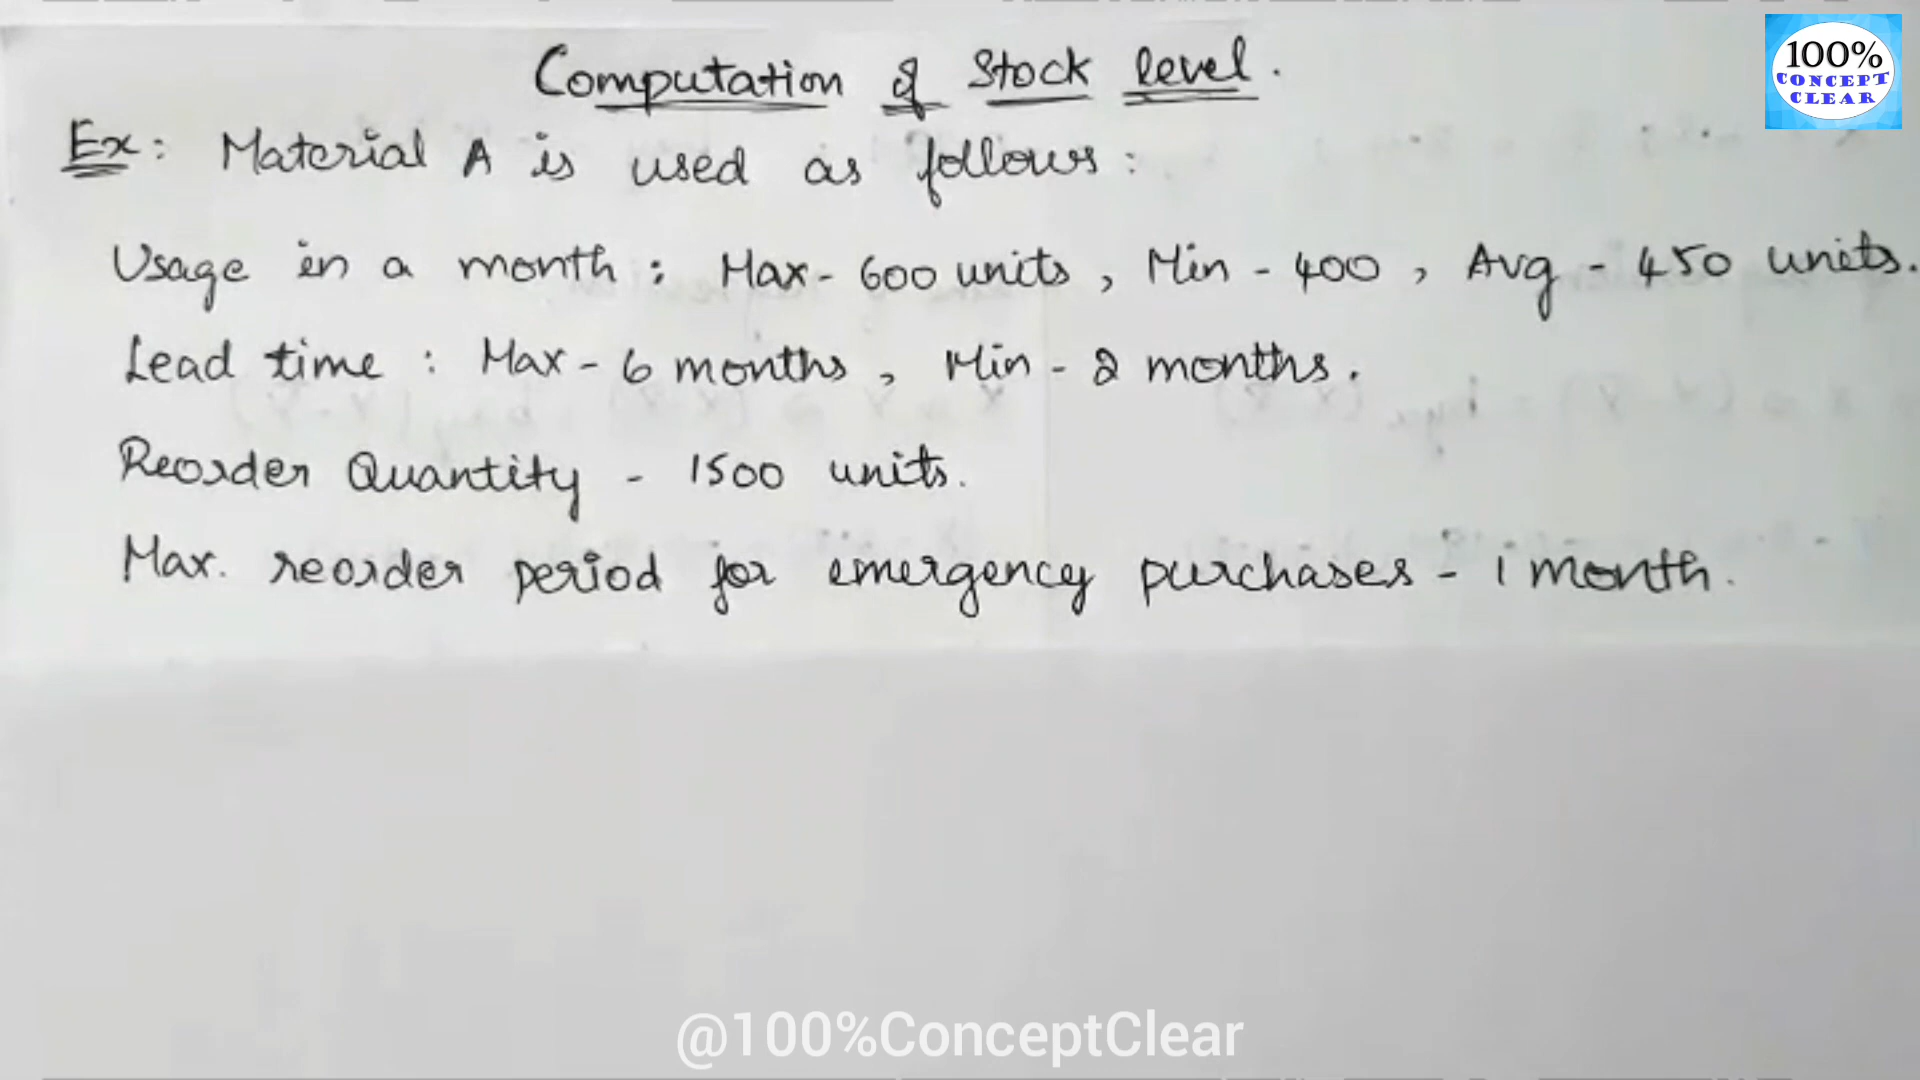 Computation of Stock level.
100%
CONCEPT
CLEAR
Ex: Material A is used as follows:
Usage in a month: Max - 600 units, Min - 400, Avg - 450 units.
Lead time: Max - 6 months, Min - 2 months.
Reorder Quantity - 1500 units.
Max. reorder period for emergency purchases - 1 month.
@100%ConceptClear